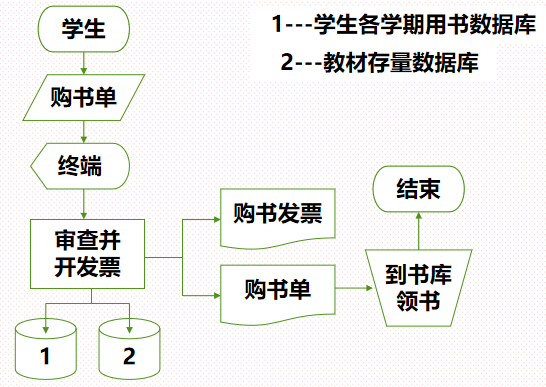 1---学生各学期用书数据库
2---教材存量数据库
学生
购书单
终端
审查并
开发票
1
2
购书发票
购书单
到书库
领书
结束